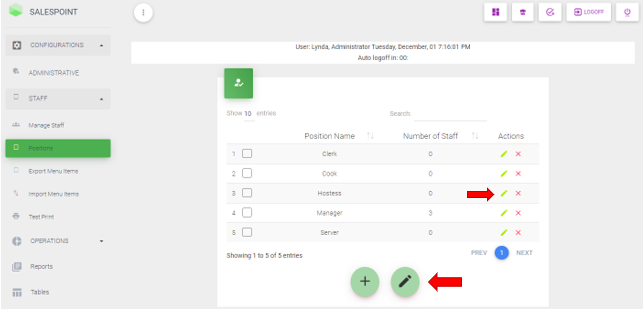 SALESPOINT
LOGOFF
CONFIGURATIONS
User: Lynda, Administrator Tuesday, December, 01 7:16:01 PM
Auto logoff in: 00:
ADMINISTRATIVE
STAFF
Show 10 entries
Search:
Manage Staff
Position Name
Number of Staff
Actions
Positions
1 Clerk 0
2 Cook 0
Export Menu Items
3 Hostess 0
Import Menu Items
4 Manager 3
Test Print
5 Server 0
OPERATIONS
Showing 1 to 5 of 5 entries
PREV 1 NEXT
Reports
Tables